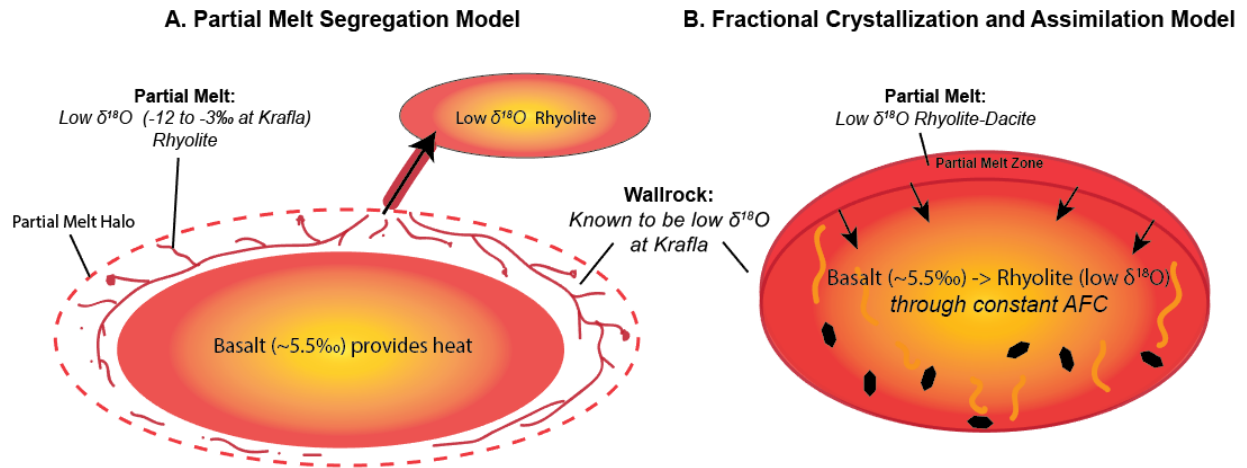 A. Partial Melt Segregation Model
B. Fractional Crystallization and Assimilation Model
Partial Melt:
Low δ¹⁸O (-12 to -3‰ at Krafla)
Rhyolite
Low δ¹⁸O Rhyolite
Partial Melt Halo
Basalt (~5.5‰) provides heat
Wallrock:
Known to be low δ¹⁸O
at Krafla
Partial Melt:
Low δ¹⁸O Rhyolite-Dacite
Partial Melt Zone
Basalt (~5.5‰) -> Rhyolite (low δ¹⁸O)
through constant AFC